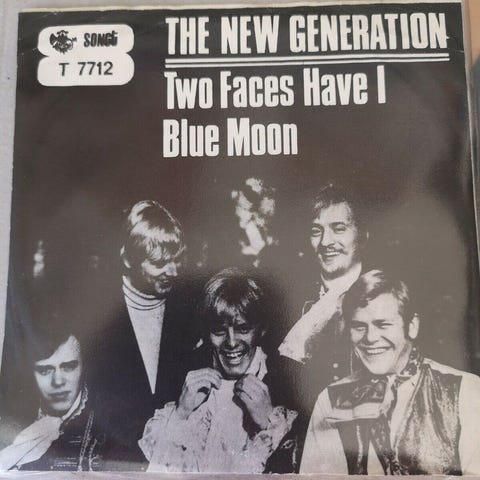 SONET
T 7712
THE NEW GENERATION
Two Faces Have I
Blue Moon